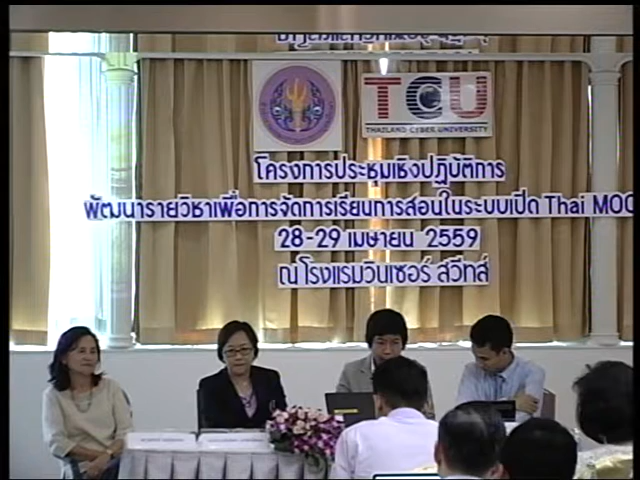 TCU
THAILAND CYBER UNIVERSITY
โครงการประชุมเชิงปฏิบัติการ
พัฒนารายวิชาเพื่อการจัดการเรียนการสอนในระบบเปิด Thai MOO
28-29 เมษายน 2559
ณ โรงแรมวินเซอร์ สวีทส์